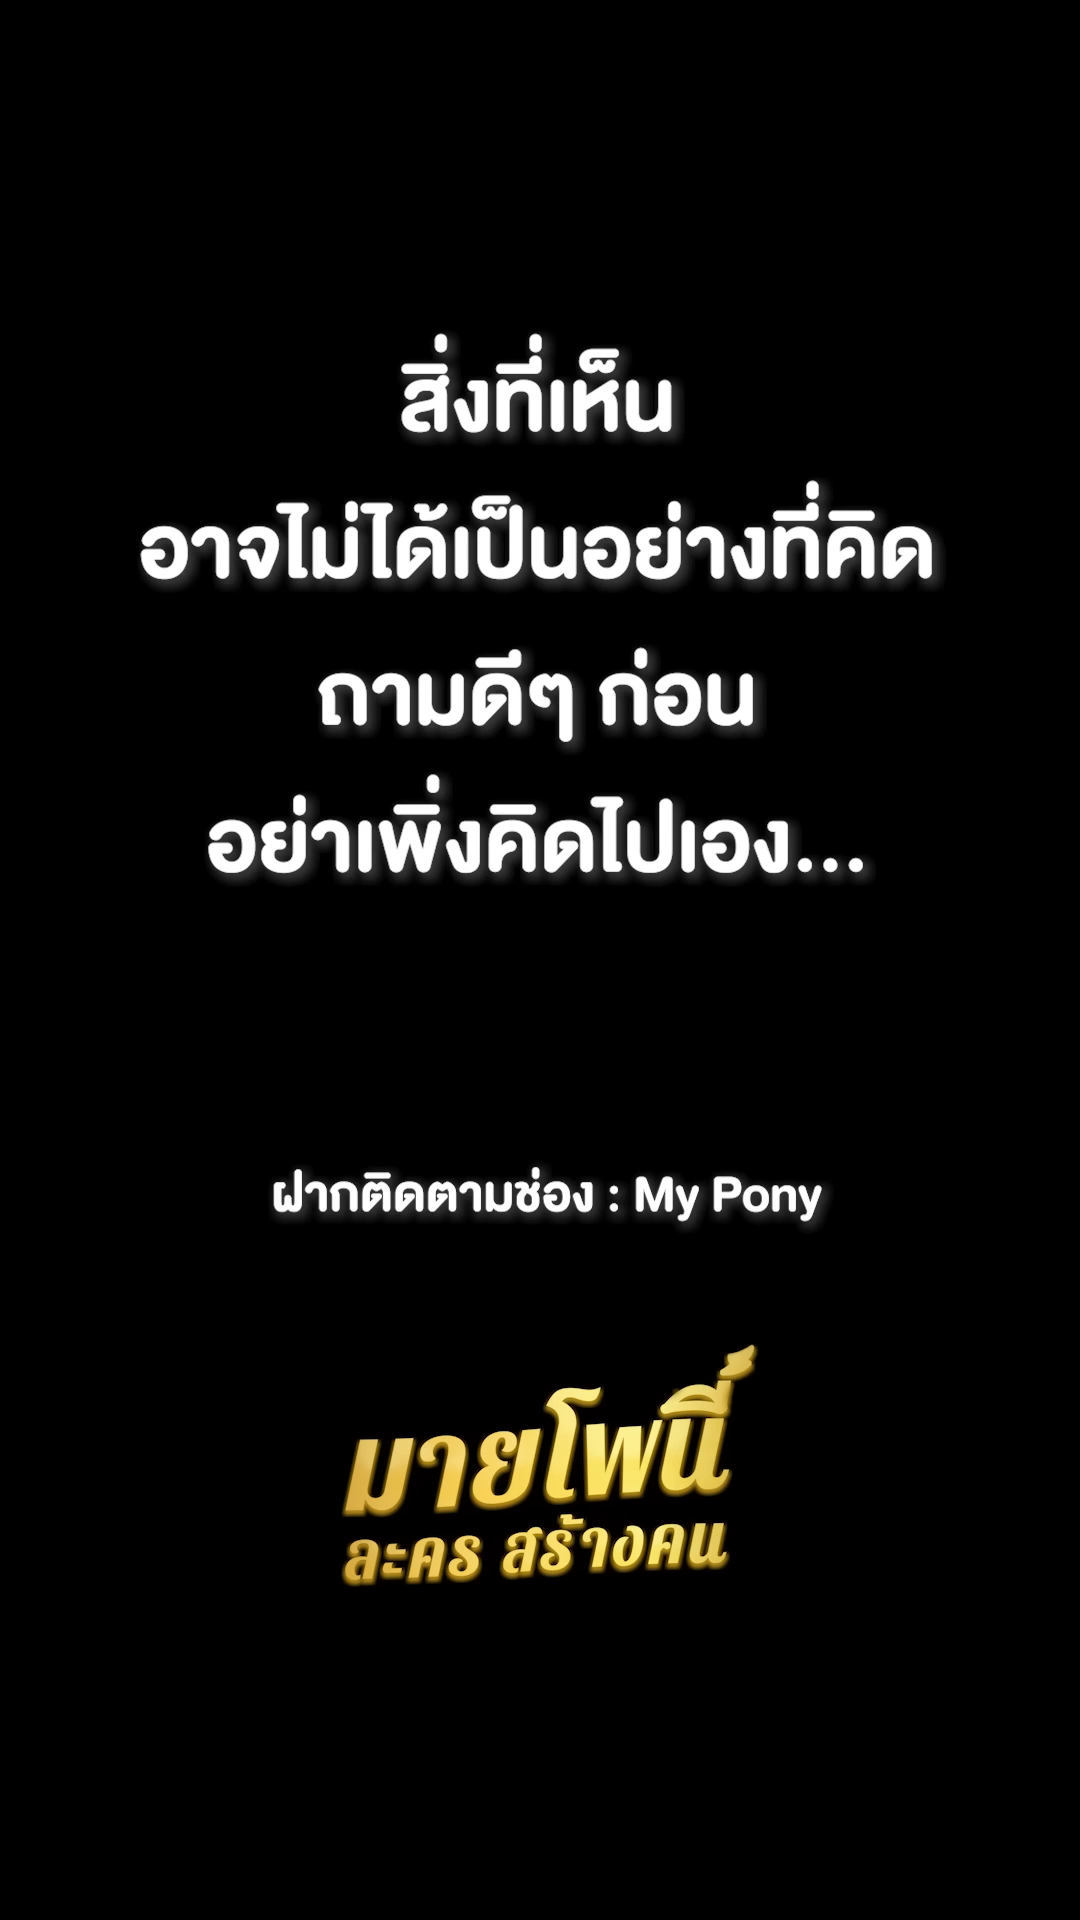 สิ่งที่เห็น
อาจไม่ได้เป็นอย่างที่คิด
ถามดีๆ ก่อน
อย่าเพิ่งคิดไปเอง...
ฝากติดตามช่อง : My Pony
มายโพนี้
ละคร สร้างคน